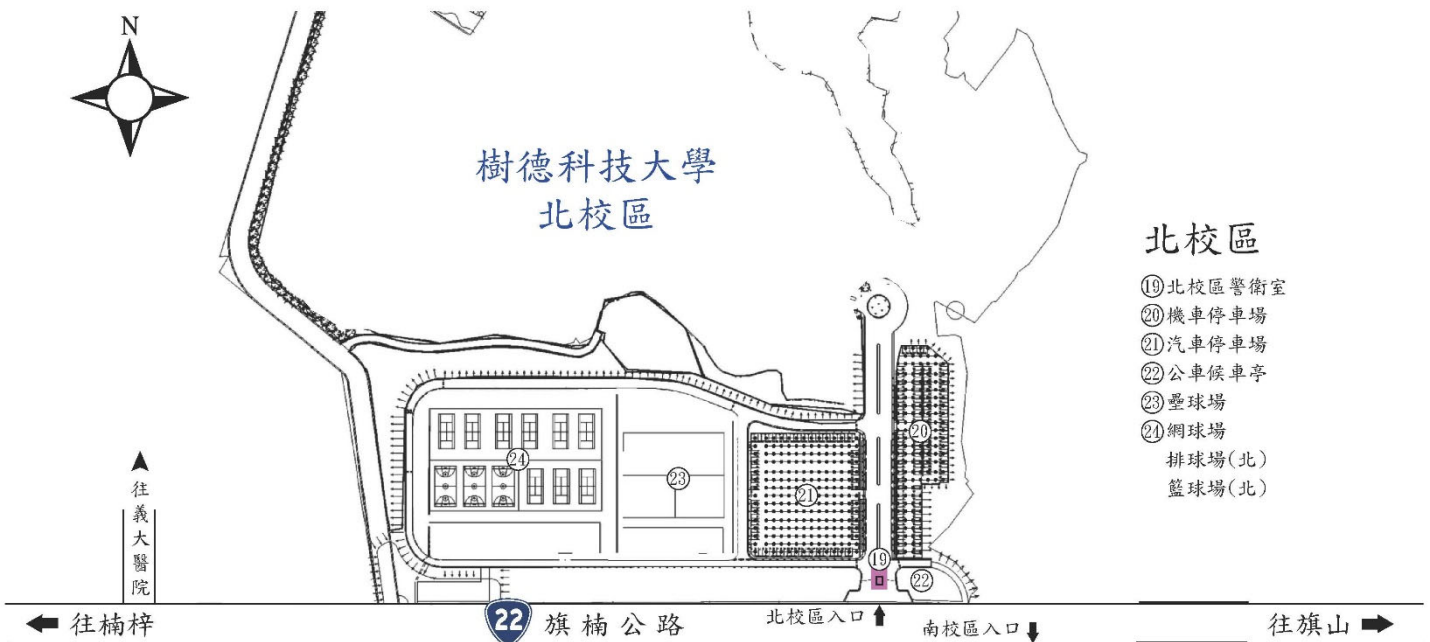 N
樹德科技大學
北校區
北校區
⑲北校區警衛室
⑳機車停車場
㉑汽車停車場
㉒公車候車亭
㉓壘球場
㉔網球場
排球場(北)
籃球場(北)
⑳
㉔
㉓
㉑
往義大醫院
⑲
㉒
往楠梓
22 旗楠公路
北校區入口
南校區入口
往旗山